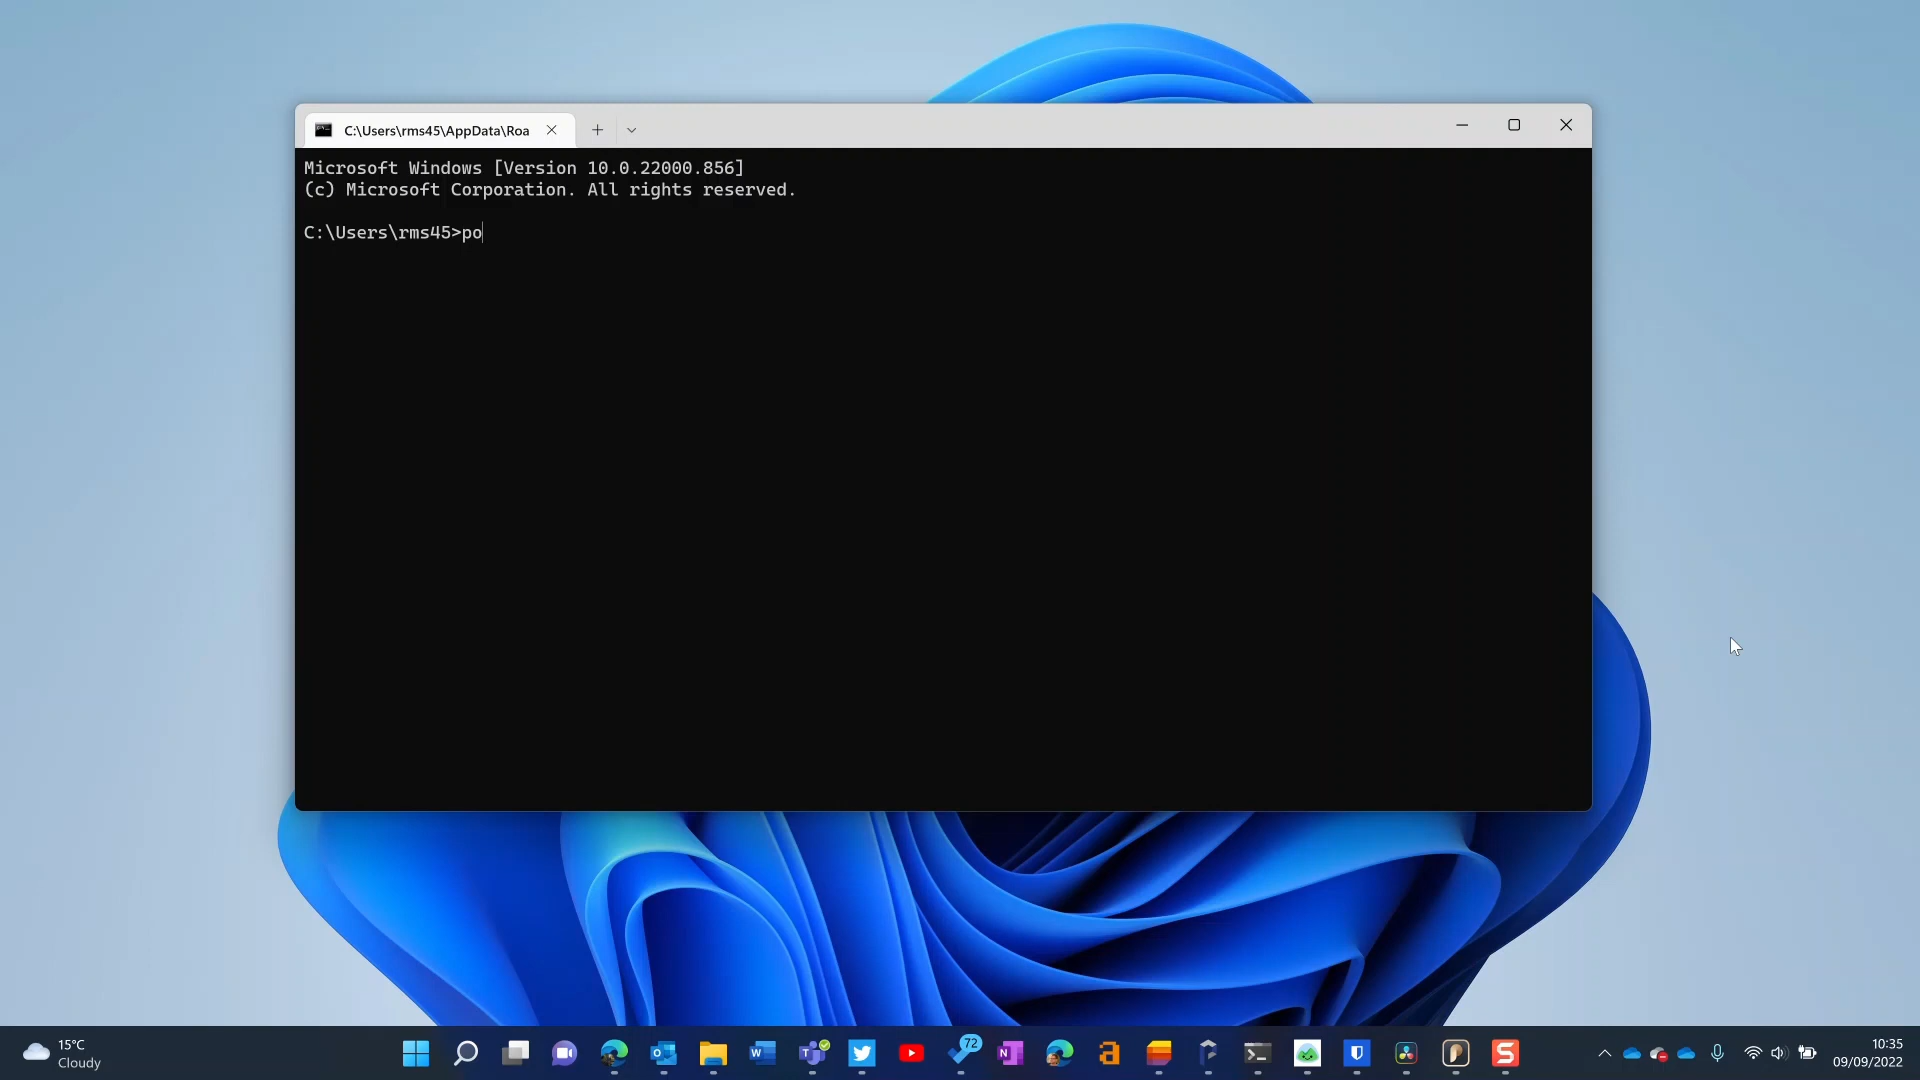 C:\Users\rms45\AppData\Roa
Microsoft Windows [Version 10.0.22000.856]
(c) Microsoft Corporation. All rights reserved.
C:\Users\rms45>po
15°C
Cloudy
72
10:35
09/09/2022